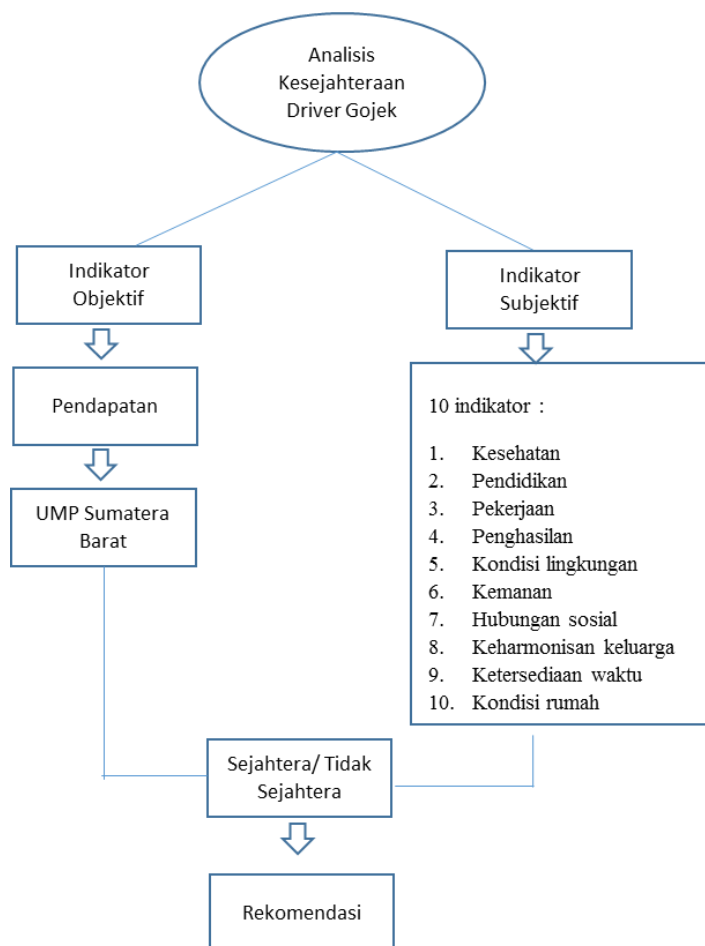 Analisis
Kesejahteraan
Driver Gojek
Indikator
Objektif
Indikator
Subjektif
Pendapatan
UMP Sumatera
Barat
10 indikator :
1. Kesehatan
2. Pendidikan
3. Pekerjaan
4. Penghasilan
5. Kondisi lingkungan
6. Kemanan
7. Hubungan sosial
8. Keharmonisan keluarga
9. Ketersediaan waktu
10. Kondisi rumah
Sejahtera/ Tidak
Sejahtera
Rekomendasi